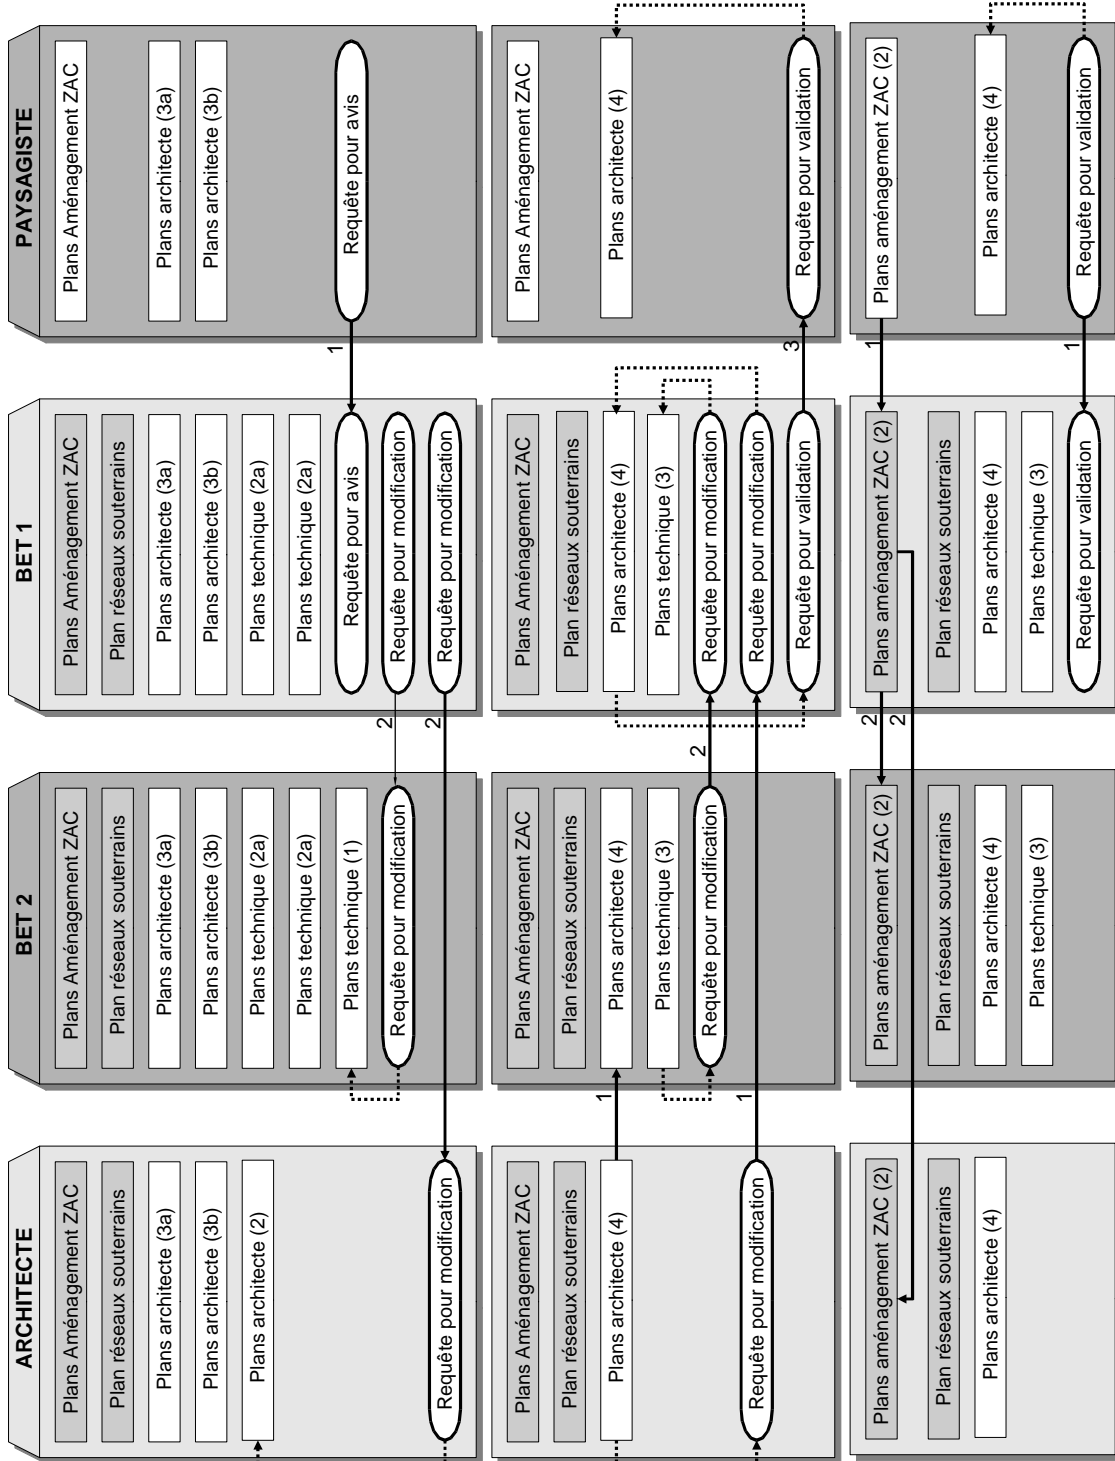 ARCHITECTE
Plans Aménagement ZAC
Plan réseaux souterrains
Plans architecte (3a)
Plans architecte (3b)
Plans architecte (2)
Requête pour modification
BET 2
Plans Aménagement ZAC
Plan réseaux souterrains
Plans architecte (3a)
Plans architecte (3b)
Plans technique (2a)
Plans technique (2a)
Plans technique (1)
Requête pour modification
BET 1
Plans Aménagement ZAC
Plan réseaux souterrains
Plans architecte (3a)
Plans architecte (3b)
Plans technique (2a)
Plans technique (2a)
Requête pour avis
Requête pour modification
Requête pour modification
2
2
PAYSAGISTE
Plans Aménagement ZAC
Plans architecte (3a)
Plans architecte (3b)
Requête pour avis
1
Plans Aménagement ZAC
Plan réseaux souterrains
Plans architecte (4)
Requête pour modification
1
1
Plans Aménagement ZAC
Plan réseaux souterrains
Plans architecte (4)
Plans technique (3)
Requête pour modification
2
Plans Aménagement ZAC
Plan réseaux souterrains
Plans architecte (4)
Plans technique (3)
Requête pour modification
Requête pour modification
Requête pour validation
3
Plans Aménagement ZAC
Plans architecte (4)
Requête pour validation
Plans aménagement ZAC (2)
Plan réseaux souterrains
Plans architecte (4)
Plans aménagement ZAC (2)
Plan réseaux souterrains
Plans architecte (4)
Plans technique (3)
2
2
Plans aménagement ZAC (2)
Plan réseaux souterrains
Plans architecte (4)
Plans technique (3)
Requête pour validation
1
1
Plans aménagement ZAC (2)
Plans architecte (4)
Requête pour validation